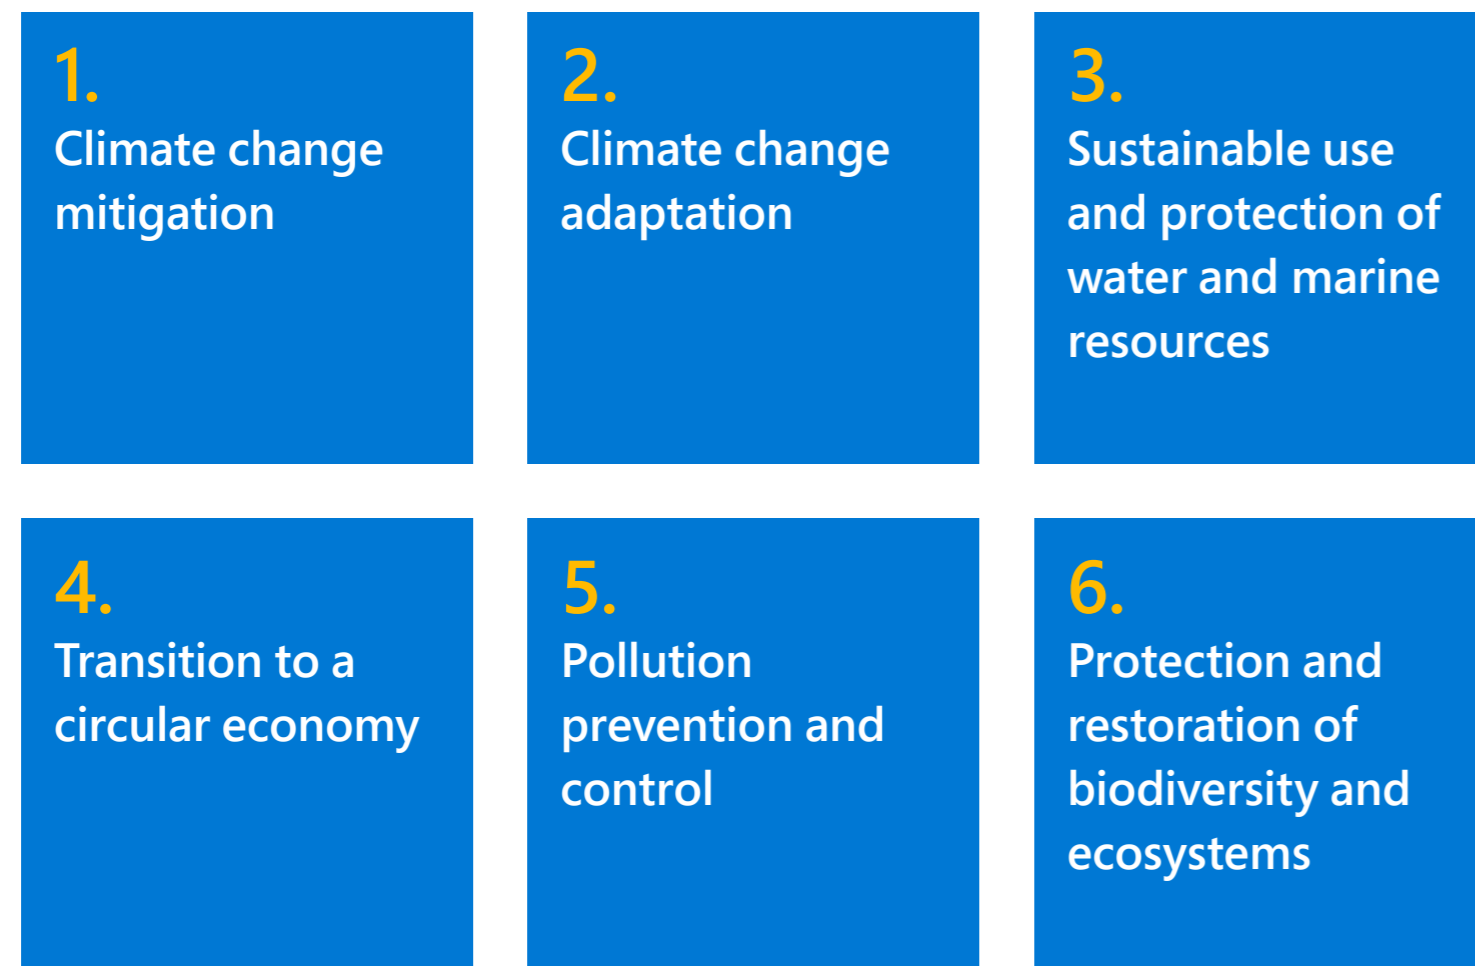 1.
Climate change
mitigation
2.
Climate change
adaptation
3.
Sustainable use
and protection of
water and marine
resources
4.
Transition to a
circular economy
5.
Pollution
prevention and
control
6.
Protection and
restoration of
biodiversity and
ecosystems